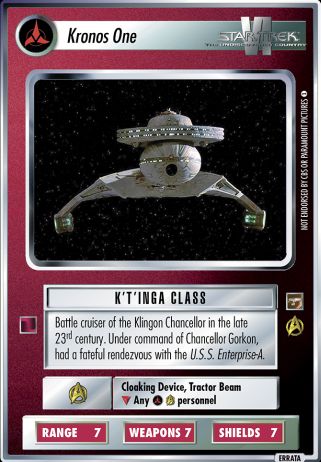 Kronos One
STAR TREK
VI
THE UNDISCOVERED COUNTRY
NOT ENDORSED BY CBS OR PARAMOUNT PICTURES
K'T'INGA CLASS
Battle cruiser of the Klingon Chancellor in the late
23rd century. Under command of Chancellor Gorkon,
had a fateful rendezvous with the U.S.S. Enterprise-A.
Cloaking Device, Tractor Beam
Any personnel
RANGE 7 WEAPONS 7 SHIELDS 7
ERRATA